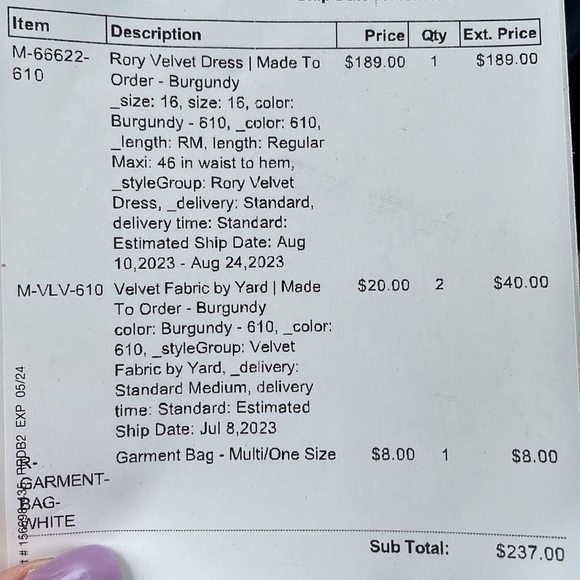 Item Description Price Qty Ext. Price
M-66622- Rory Velvet Dress | Made To $189.00 1 $189.00
610 Order - Burgundy
_size: 16, size: 16, color:
Burgundy - 610, _color: 610,
_length: RM, length: Regular
Maxi: 46 in waist to hem,
_styleGroup: Rory Velvet
Dress, _delivery: Standard,
delivery time: Standard:
Estimated Ship Date: Aug
10,2023 - Aug 24,2023
M-VLV-610 Velvet Fabric by Yard | Made $20.00 2 $40.00
To Order - Burgundy
color: Burgundy - 610, _color:
610, _styleGroup: Velvet
Fabric by Yard, _delivery:
Standard Medium, delivery
time: Standard: Estimated
Ship Date: Jul 8,2023
R- Garment Bag - Multi/One Size $8.00 1 $8.00
GARMENT-
BAG-
WHITE
EXP 05/24
Sub Total: $237.00